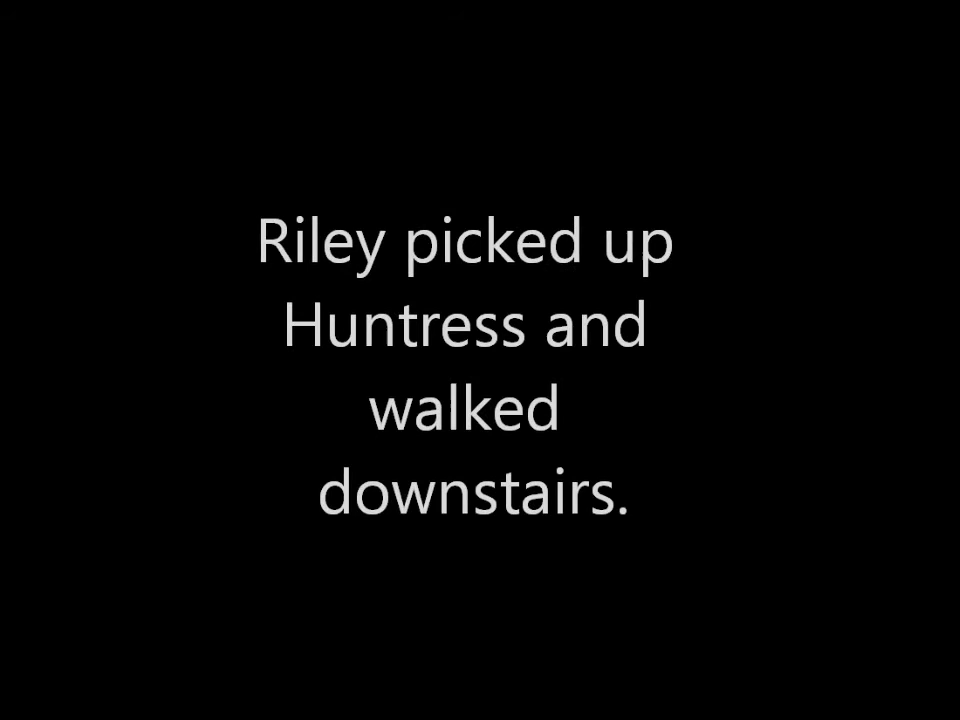 Riley picked up
Huntress and
walked
downstairs.